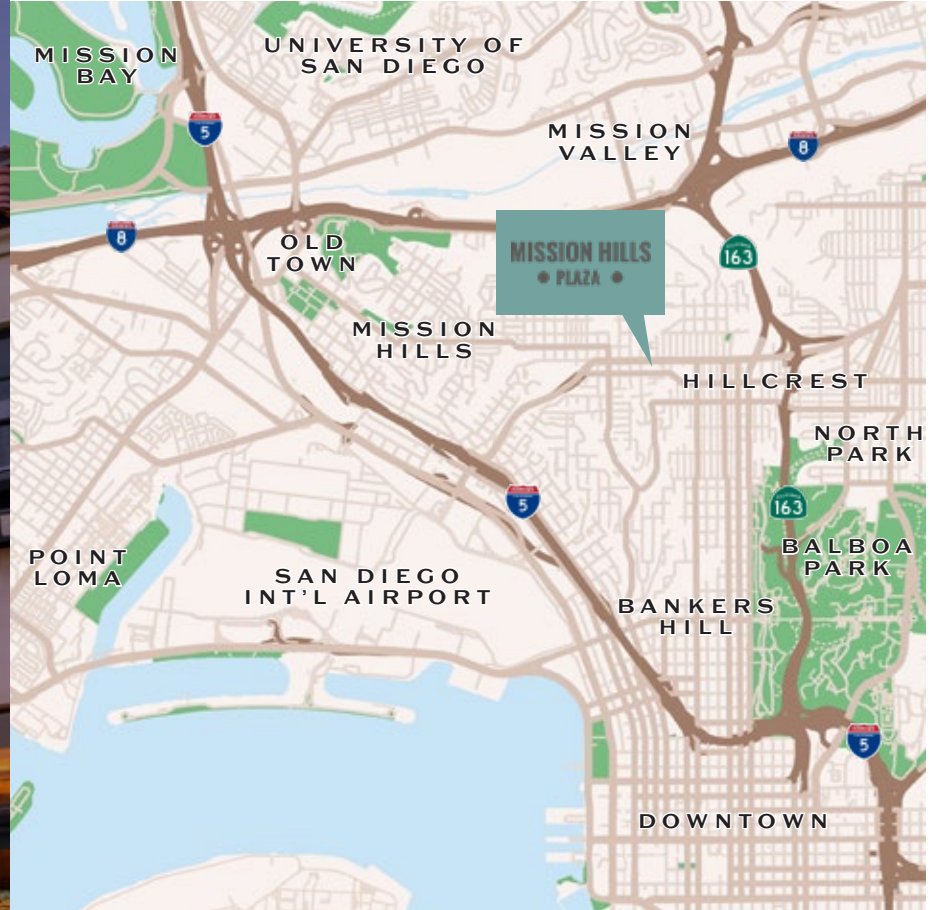 MISSION
BAY
UNIVERSITY OF
SAN DIEGO
5
MISSION
VALLEY
8
8
OLD
TOWN
MISSION HILLS
• PLAZA •
163
MISSION
HILLS
HILLCREST
NORTH
PARK
5
163
POINT
LOMA
SAN DIEGO
INT'L AIRPORT
BALBOA
PARK
BANKERS
HILL
5
DOWNTOWN